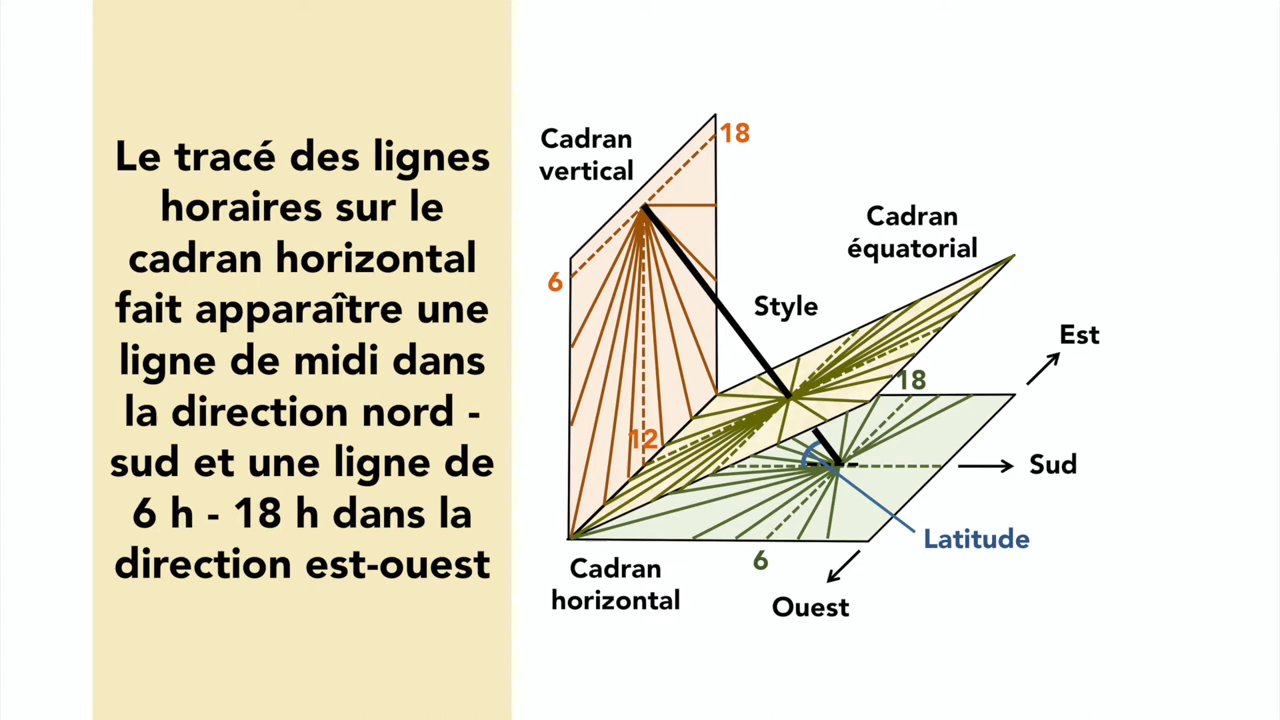 Le tracé des lignes
horaires sur le
cadran horizontal
fait apparaître une
ligne de midi dans
la direction nord -
sud et une ligne de
6 h - 18 h dans la
direction est-ouest
Cadran
vertical
18
6
12
Cadran
équatorial
Style
Est
18
Sud
Latitude
6
Cadran
horizontal
Ouest